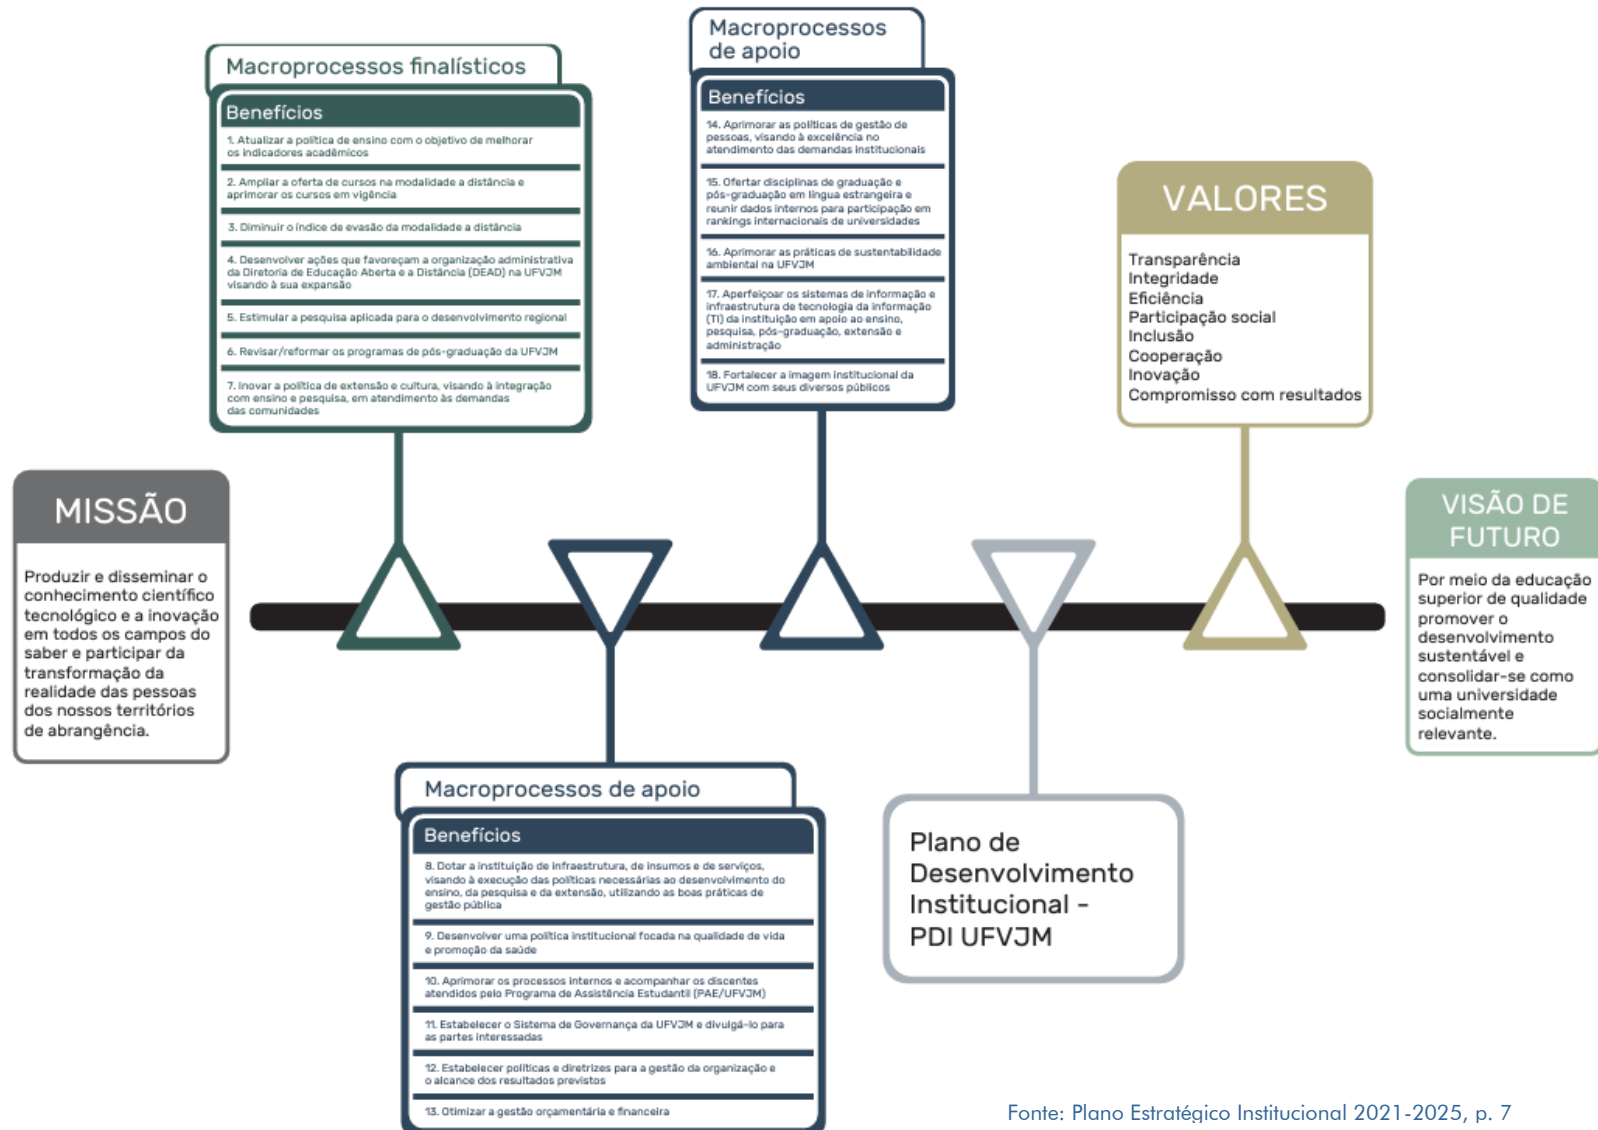 MISSÃO
Produzir e disseminar o
conhecimento científico
tecnológico e a inovação
em todos os campos do
saber e participar da
transformação da
realidade das pessoas
dos nossos territórios
de abrangência.
Macroprocessos finalísticos
Benefícios
1. Atualizar a política de ensino com o objetivo de melhorar
os indicadores acadêmicos
2. Ampliar a oferta de cursos na modalidade a distância e
aprimorar os cursos em vigência
3. Diminuir o índice de evasão da modalidade a distância
4. Desenvolver ações que favoreçam a organização administrativa
da Diretoria de Educação Aberta e a Distância (DEAD) na UFVJM
visando à sua expansão
5. Estimular a pesquisa aplicada para o desenvolvimento regional
6. Revisar/reformar os programas de pós-graduação da UFVJM
7. Inovar a política de extensão e cultura, visando à integração
com ensino e pesquisa, em atendimento às demandas
das comunidades
Macroprocessos de apoio
Benefícios
8. Dotar a instituição de infraestrutura, de insumos e de serviços,
visando à execução das políticas necessárias ao desenvolvimento do
ensino, da pesquisa e da extensão, utilizando as boas práticas de
gestão pública
9. Desenvolver uma política institucional focada na qualidade de vida
e promoção da saúde
10. Aprimorar os processos internos e acompanhar os discentes
atendidos pelo Programa de Assistência Estudantil (PAE/UFVJM)
11. Estabelecer o Sistema de Governança da UFVJM e divulgá-lo para
as partes interessadas
12. Estabelecer políticas e diretrizes para a gestão da organização e
o alcance dos resultados previstos
13. Otimizar a gestão orçamentária e financeira
Macroprocessos
de apoio
Benefícios
14. Aprimorar as políticas de gestão de
pessoas, visando à excelência no
atendimento das demandas institucionais
15. Ofertar disciplinas de graduação e
pós-graduação em língua estrangeira e
reunir dados internos para participação em
rankings internacionais de universidades
16. Aprimorar as práticas de sustentabilidade
ambiental na UFVJM
17. Aperfeiçoar os sistemas de informação e
infraestrutura de tecnologia da informação
(TI) da instituição em apoio ao ensino,
pesquisa, pós-graduação, extensão e
administração
18. Fortalecer a imagem institucional da
UFVJM com seus diversos públicos
Plano de
Desenvolvimento
Institucional -
PDI UFVJM
VALORES
Transparência
Integridade
Eficiência
Participação social
Inclusão
Cooperação
Inovação
Compromisso com resultados
VISÃO DE
FUTURO
Por meio da educação
superior de qualidade
promover o
desenvolvimento
sustentável e
consolidar-se como
uma universidade
socialmente
relevante.
Fonte: Plano Estratégico Institucional 2021-2025, p. 7